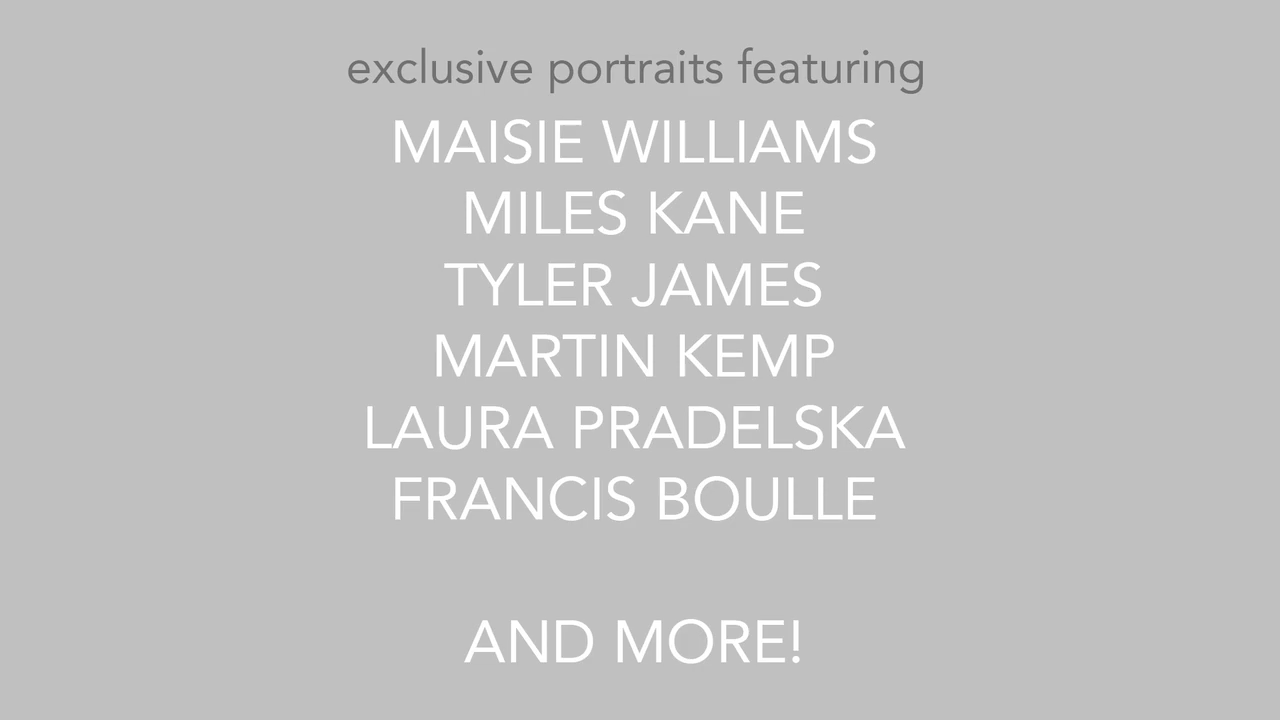 exclusive portraits featuring
MAISIE WILLIAMS
MILES KANE
TYLER JAMES
MARTIN KEMP
LAURA PRADELSKA
FRANCIS BOULLE
AND MORE!